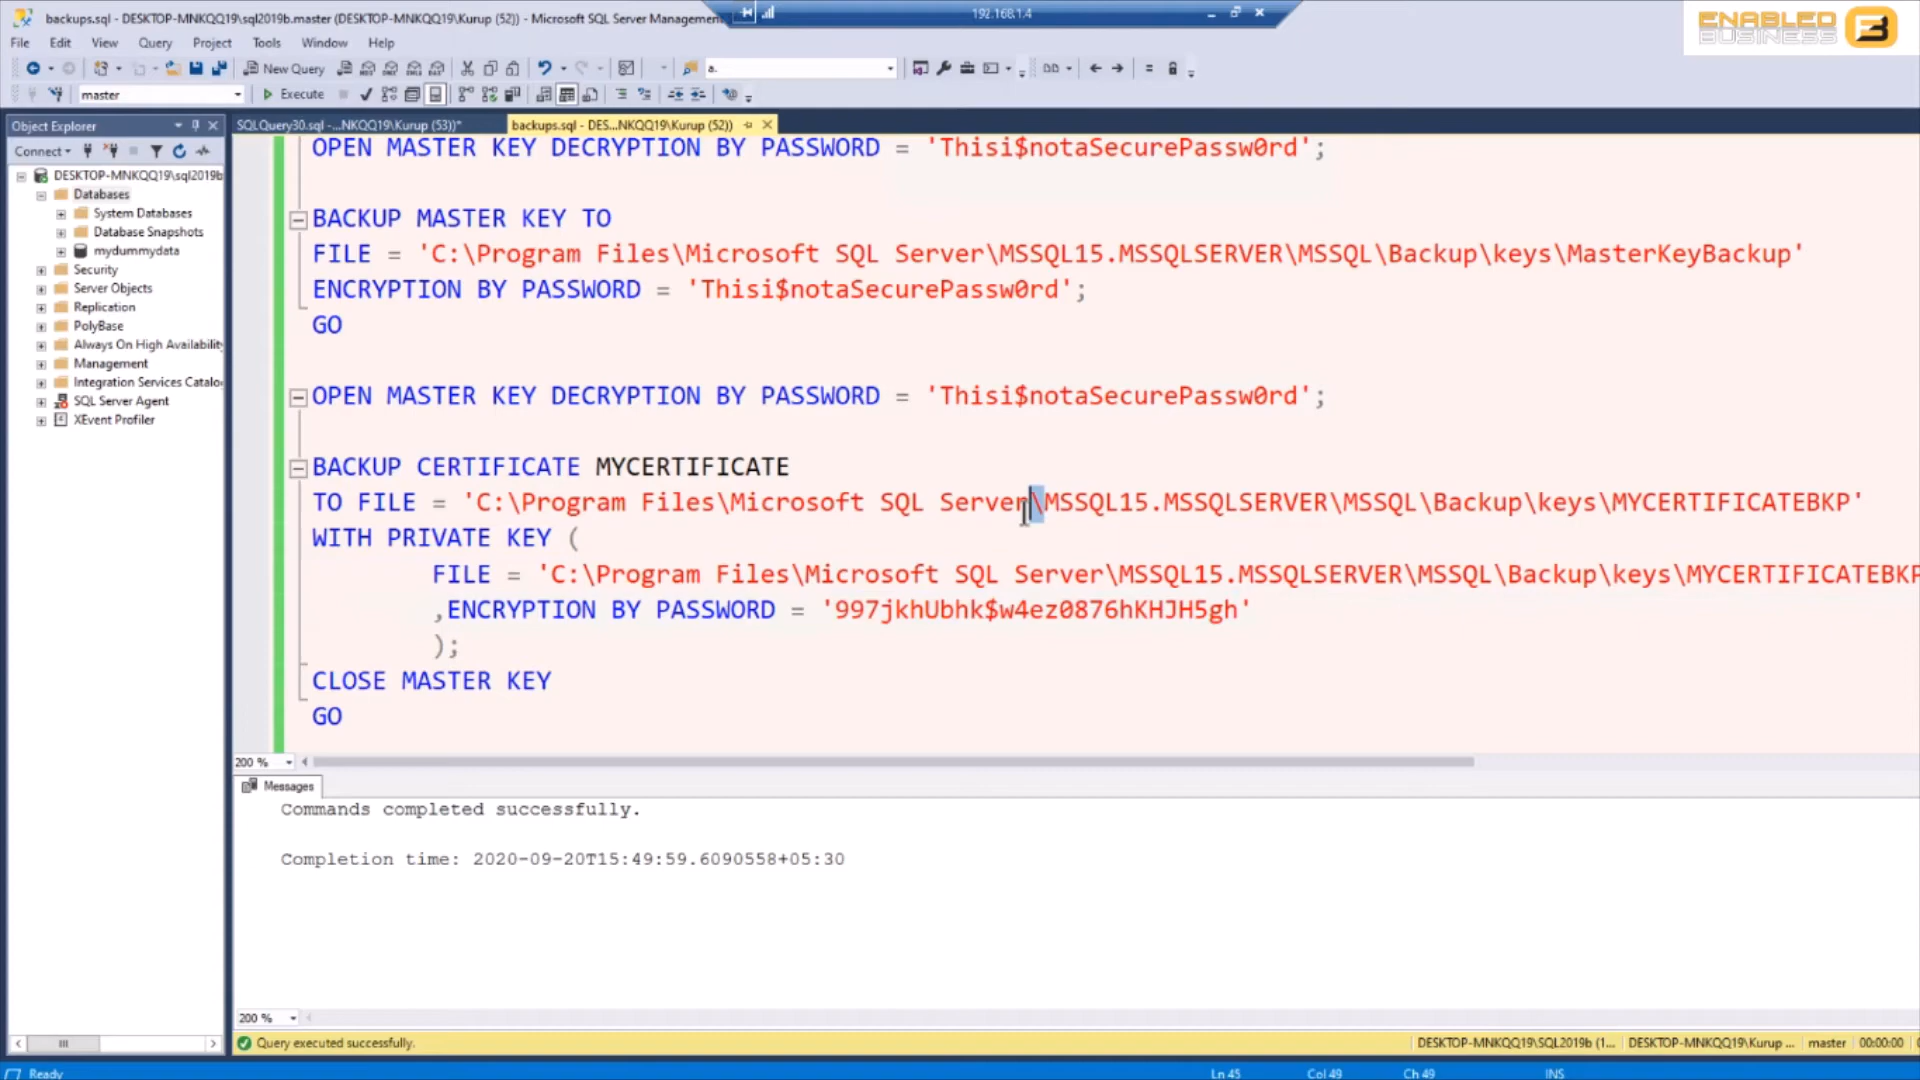 backups.sql - DESKTOP-MNKQQ19\sql2019b.master (DESKTOP-MNKQQ19\Kurup (52)) - Microsoft SQL Server Management
192.168.1.4
ENABLED
BUSINESS
File Edit View Query Project Tools Window Help
New Query
a.
master
Execute
Object Explorer
SQLQuery30.sql -...NKQQ19\Kurup (53))*
backups.sql - DES...NKQQ19\Kurup (52))
Connect
DESKTOP-MNKQQ19\sql2019b
Databases
System Databases
Database Snapshots
mydummydata
Security
Server Objects
Replication
PolyBase
Always On High Availability
Management
Integration Services Catalo
SQL Server Agent
XEvent Profiler
OPEN MASTER KEY DECRYPTION BY PASSWORD = 'Thisi$notaSecurePassw0rd';
BACKUP MASTER KEY TO
FILE = 'C:\Program Files\Microsoft SQL Server\MSSQL15.MSSQLSERVER\MSSQL\Backup\keys\MasterKeyBackup'
ENCRYPTION BY PASSWORD = 'Thisi$notaSecurePassw0rd';
GO
OPEN MASTER KEY DECRYPTION BY PASSWORD = 'Thisi$notaSecurePassw0rd';
BACKUP CERTIFICATE MYCERTIFICATE
TO FILE = 'C:\Program Files\Microsoft SQL Server\MSSQL15.MSSQLSERVER\MSSQL\Backup\keys\MYCERTIFICATEBKP'
WITH PRIVATE KEY (
FILE = 'C:\Program Files\Microsoft SQL Server\MSSQL15.MSSQLSERVER\MSSQL\Backup\keys\MYCERTIFICATEBKP
,ENCRYPTION BY PASSWORD = '997jkhUbhk$w4ez0876hKHJH5gh'
);
CLOSE MASTER KEY
GO
200 %
Messages
Commands completed successfully.
Completion time: 2020-09-20T15:49:59.6090558+05:30
200 %
Query executed successfully.
DESKTOP-MNKQQ19\SQL2019b (1... DESKTOP-MNKQQ19\Kurup ... master 00:00:00
Ready
Ln 45 Col 49 Ch 49 INS